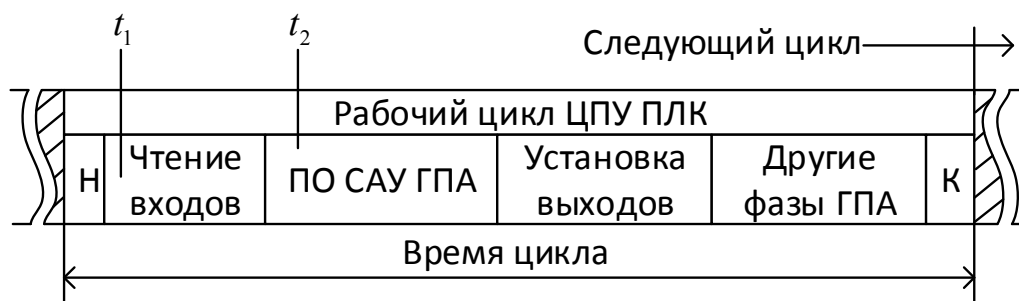 t₁
t₂
Следующий цикл
Рабочий цикл ЦПУ ПЛК
Н
Чтение
входов
ПО САУ ГПА
Установка
выходов
Другие
фазы ГПА
К
Время цикла